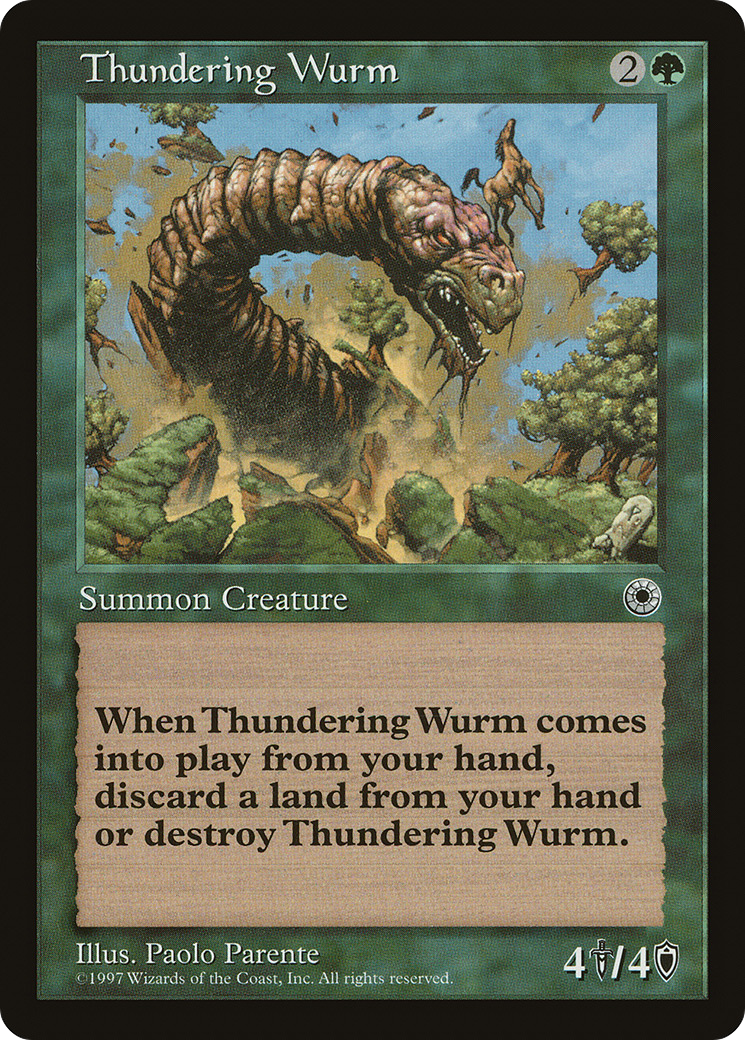 Thundering Wurm 2
Summon Creature
When Thundering Wurm comes
into play from your hand,
discard a land from your hand
or destroy Thundering Wurm.
Illus. Paolo Parente
©1997 Wizards of the Coast, Inc. All rights reserved.
4/4